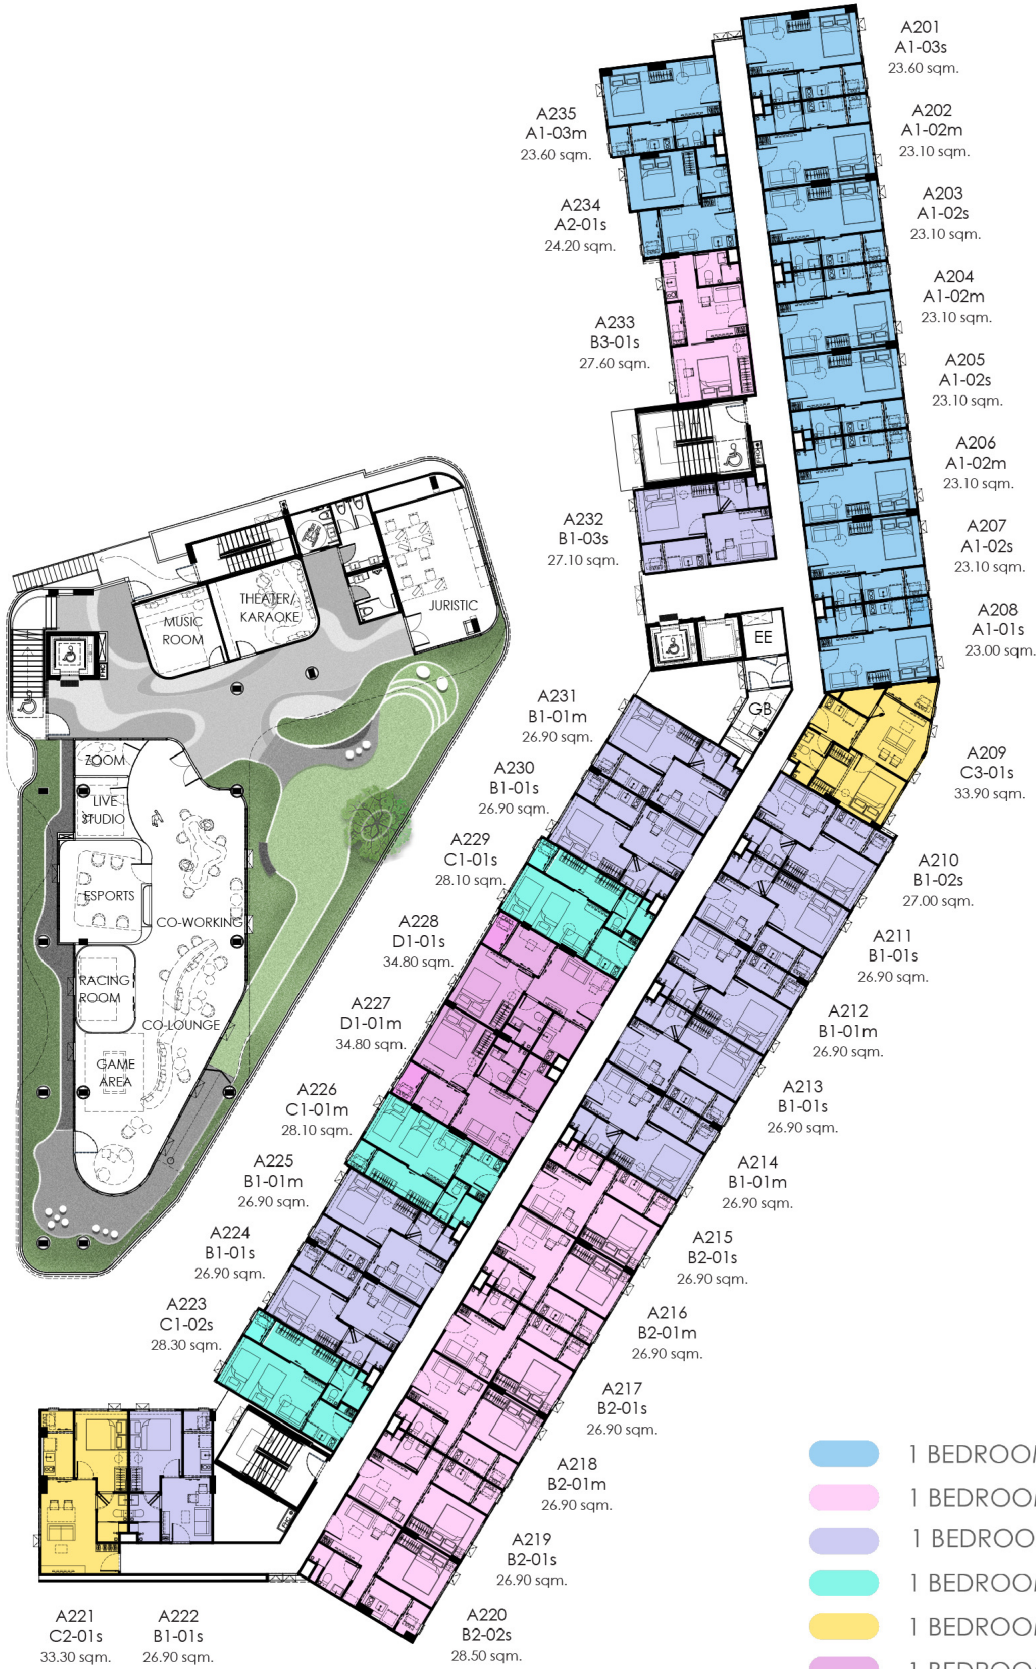 A201
A1-03s
23.60 sqm.
A235
A1-03m
23.60 sqm.
A202
A1-02m
23.10 sqm.
A234
A2-01s
24.20 sqm.
A203
A1-02s
23.10 sqm.
A204
A1-02m
23.10 sqm.
A233
B3-01s
27.60 sqm.
A205
A1-02s
23.10 sqm.
A206
A1-02m
23.10 sqm.
A232
B1-03s
27.10 sqm.
A207
A1-02s
23.10 sqm.
A208
A1-01s
23.00 sqm.
EE
GB
A209
C3-01s
33.90 sqm.
A231
B1-01m
26.90 sqm.
A230
B1-01s
26.90 sqm.
A229
C1-01s
28.10 sqm.
A228
D1-01s
34.80 sqm.
A227
D1-01m
34.80 sqm.
A226
C1-01m
28.10 sqm.
A225
B1-01m
26.90 sqm.
A224
B1-01s
26.90 sqm.
A223
C1-02s
28.30 sqm.
A210
B1-02s
27.00 sqm.
A211
B1-01s
26.90 sqm.
A212
B1-01m
26.90 sqm.
A213
B1-01s
26.90 sqm.
A214
B1-01m
26.90 sqm.
A215
B2-01s
26.90 sqm.
A216
B2-01m
26.90 sqm.
A217
B2-01s
26.90 sqm.
A218
B2-01m
26.90 sqm.
A219
B2-01s
26.90 sqm.
A220
B2-02s
28.50 sqm.
A221
C2-01s
33.30 sqm.
A222
B1-01s
26.90 sqm.
MUSIC
ROOM
THEATER/
KARAOKE
JURISTIC
ZOOM
LIVE
STUDIO
ESPORTS
CO-WORKING
RACING
ROOM
CO-LOUNGE
GAME
AREA
1 BEDROOM
1 BEDROOM
1 BEDROO
1 BEDROOM
1 BEDROOM
1 BEDROOM